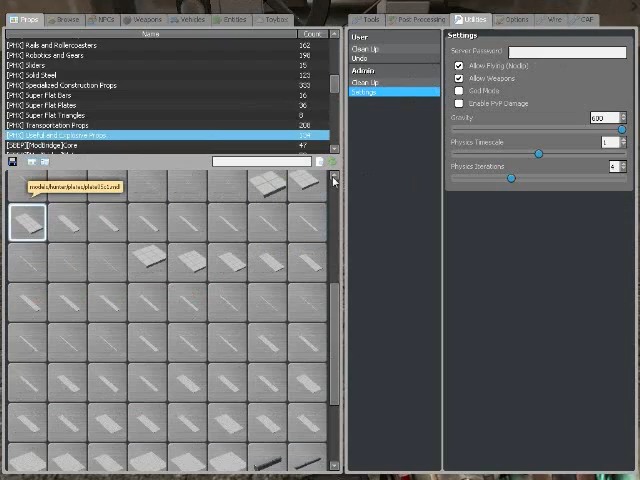 Props Browse NPCs Weapons Vehicles Entities Toybox
Name Count
[PHX] Rails and Rollercoasters 162
[PHX] Robotics and Gears 198
[PHX] Sliders 15
[PHX] Solid Steel 123
[PHX] Specialized Construction Props 333
[PHX] Super Flat Bars 16
[PHX] Super Flat Plates 36
[PHX] Super Flat Triangles 8
[PHX] Transportation Props 208
[PHX] Useful and Explosive Props 104
[SBEP][ModBridge]Core 47
Tools Post Processing Utilities Options Wire CAF
User
Clean Up
Undo
Admin
Clean Up
Settings
Settings
Server Password
Allow Flying (Noclip)
Allow Weapons
God Mode
Enable PvP Damage
Gravity 600
Physics Timescale 1
Physics Iterations 4